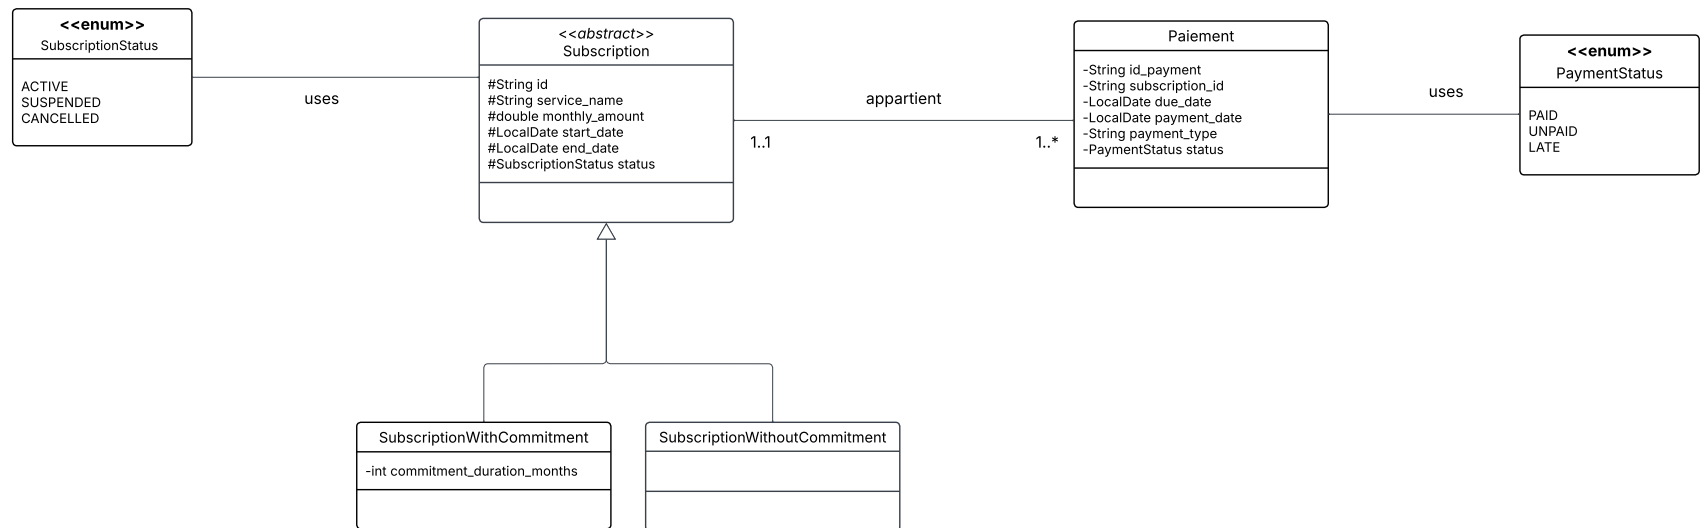 <<enum>>
SubscriptionStatus
ACTIVE
SUSPENDED
CANCELLED
uses
<<abstract>>
Subscription
#String id
#String service_name
#double monthly_amount
#LocalDate start_date
#LocalDate end_date
#SubscriptionStatus status
appartient
1..1
1..*
Paiement
-String id_payment
-String subscription_id
-LocalDate due_date
-LocalDate payment_date
-String payment_type
-PaymentStatus status
uses
<<enum>>
PaymentStatus
PAID
UNPAID
LATE
SubscriptionWithCommitment
-int commitment_duration_months
SubscriptionWithoutCommitment